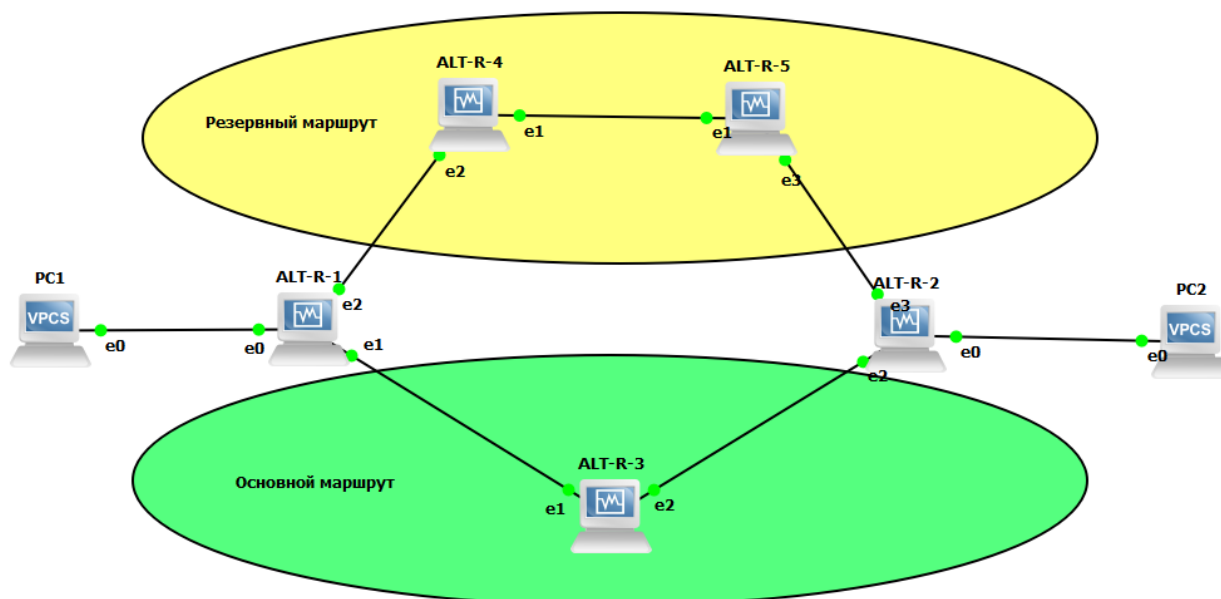 ALT-R-4
ALT-R-5
Резервный маршрут
e1
e1
e2
e3
PC1
ALT-R-1
ALT-R-2
PC2
VPCS
e0
e0
e2
e1
e3
e2
e0
e0
VPCS
ALT-R-3
Основной маршрут
e1
e2